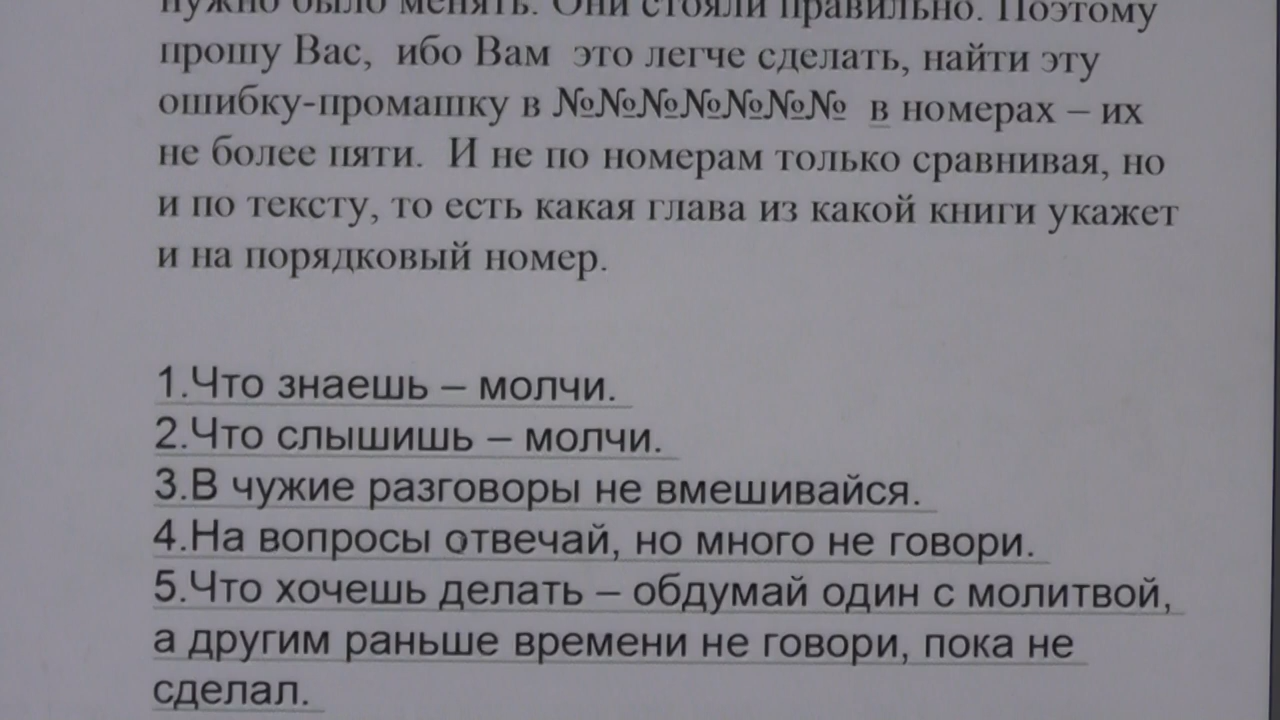 нужно было менять. Они стояли правильно. Поэтому
прошу Вас, ибо Вам это легче сделать, найти эту
ошибку-промашку в №№№№№№№ в номерах – их
не более пяти. И не по номерам только сравнивая, но
и по тексту, то есть какая глава из какой книги укажет
и на порядковый номер.
1.Что знаешь – молчи.
2.Что слышишь – молчи.
3.В чужие разговоры не вмешивайся.
4.На вопросы отвечай, но много не говори.
5.Что хочешь делать – обдумай один с молитвой,
а другим раньше времени не говори, пока не
сделал.